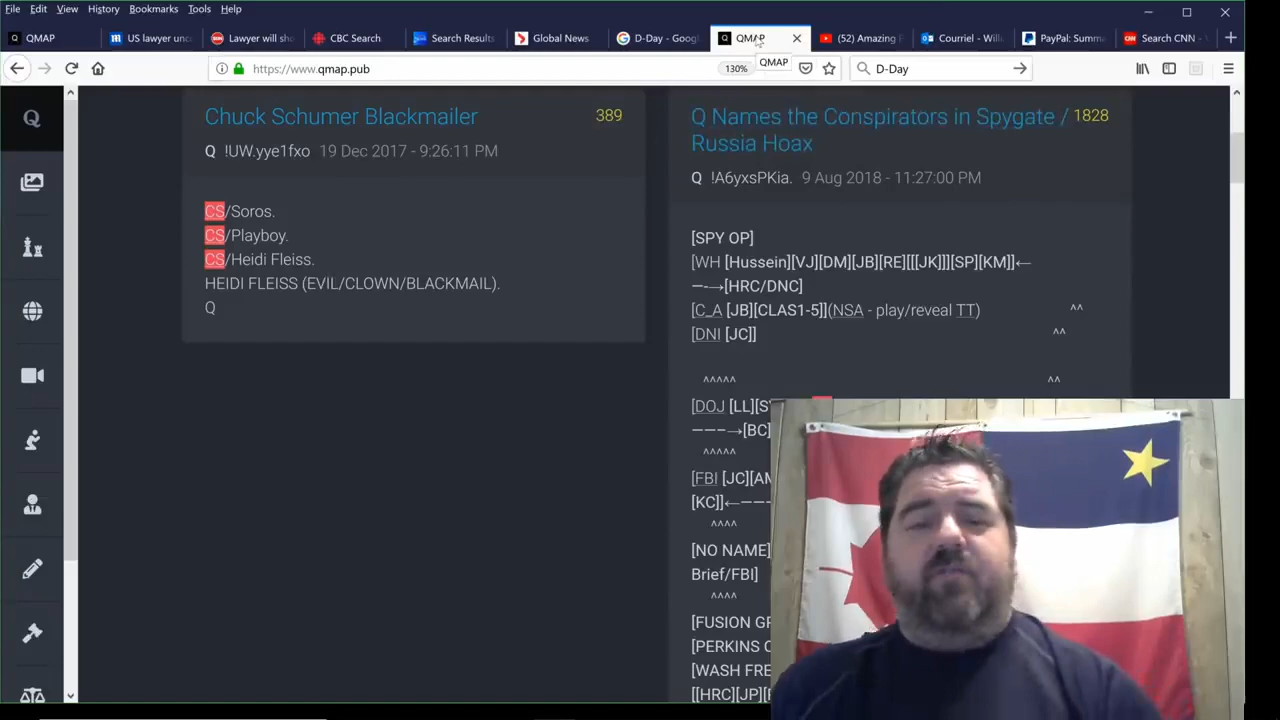 File Edit View History Bookmarks Tools Help
QMAP
US lawyer unc
Lawyer will sh
CBC Search
Search Results
Global News
D-Day - Goog
QMAP
(52) Amazing
Courriel - Will
PayPal: Summ
Search CNN -
https://www.qmap.pub
130%
QMAP
D-Day
Q
Chuck Schumer Blackmailer 389
Q !UW.yye1fxo 19 Dec 2017 - 9:26:11 PM
CS/Soros.
CS/Playboy.
CS/Heidi Fleiss.
HEIDI FLEISS (EVIL/CLOWN/BLACKMAIL).
Q
Q Names the Conspirators in Spygate / 1828
Russia Hoax
Q !A6yxsPKia. 9 Aug 2018 - 11:27:00 PM
[SPY OP]
[WH [Hussein][VJ][DM][JB][RE][[[JK]]][SP][KM]]←
—-→[HRC/DNC]
[C_A [JB][CLAS1-5]](NSA - play/reveal TT) ^^
[DNI [JC]] ^^
^^^^^ ^^
[DOJ [LL][S
———→[BC]
^^^^^
[FBI [JC][AM
[KC]]←———
^^^^
[NO NAME]
Brief/FBI]
^^^^
[FUSION G
[PERKINS C
[WASH FRE
[[HRC][JP]